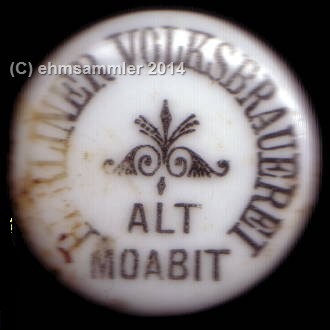 (C) ehmsammler 2014
BERLINER VOLKSBRAUEREI
ALT
MOABIT